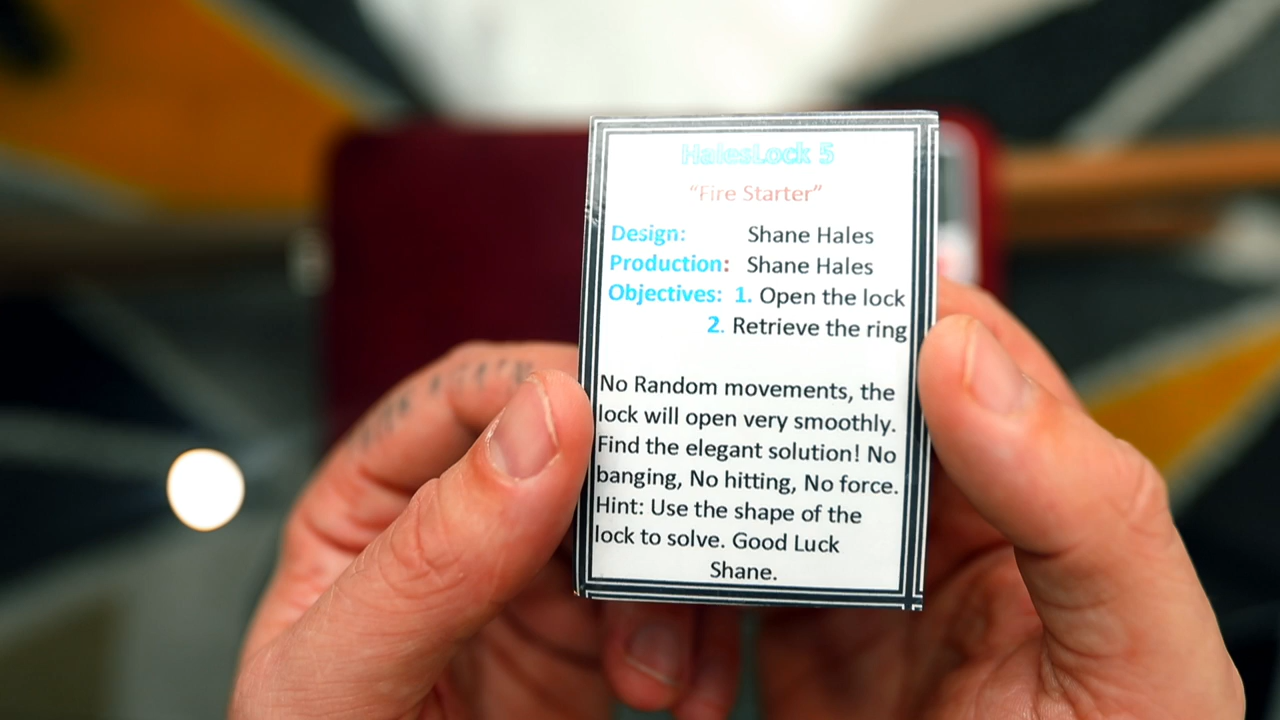 HalesLock 5
“Fire Starter”
Design: Shane Hales
Production: Shane Hales
Objectives: 1. Open the lock
2. Retrieve the ring
No Random movements, the
lock will open very smoothly.
Find the elegant solution! No
banging, No hitting, No force.
Hint: Use the shape of the
lock to solve. Good Luck
Shane.